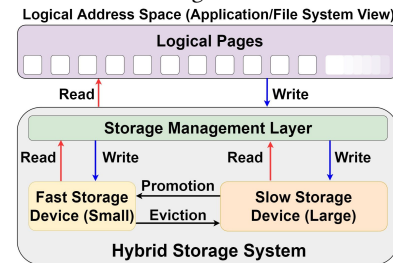 Logical Address Space (Application/File System View)
Logical Pages
Read
Write
Storage Management Layer
Read
Write
Read
Write
Fast Storage
Device (Small)
Promotion
Eviction
Slow Storage
Device (Large)
Hybrid Storage System